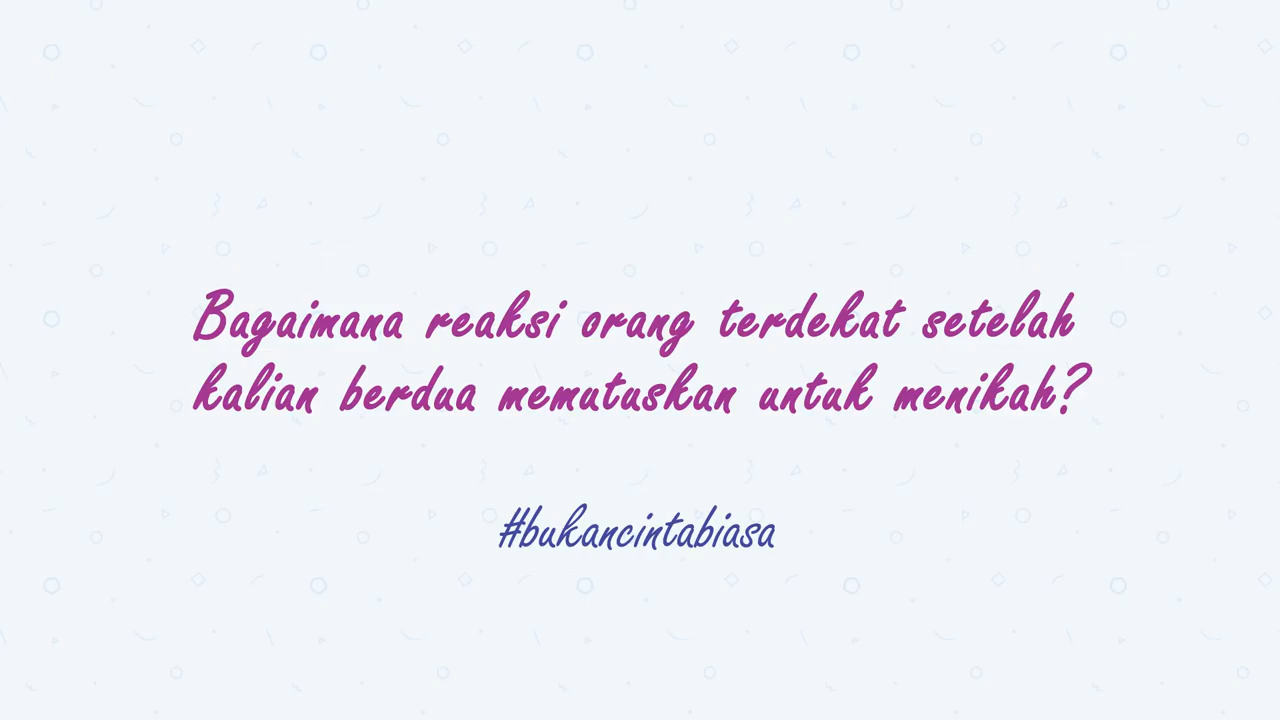 Bagaimana reaksi orang terdekat setelah
kalian berdua memutuskan untuk menikah?
#bukancintabiasa